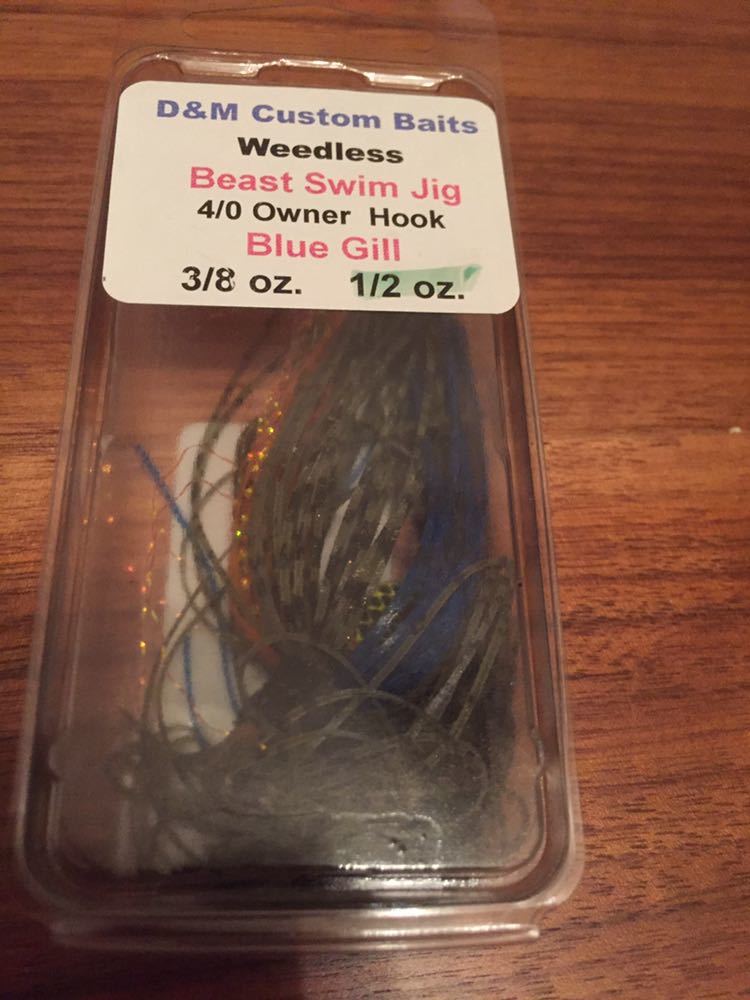 D&M Custom Baits
Weedless
Beast Swim Jig
4/0 Owner Hook
Blue Gill
3/8 oz. 1/2 oz.